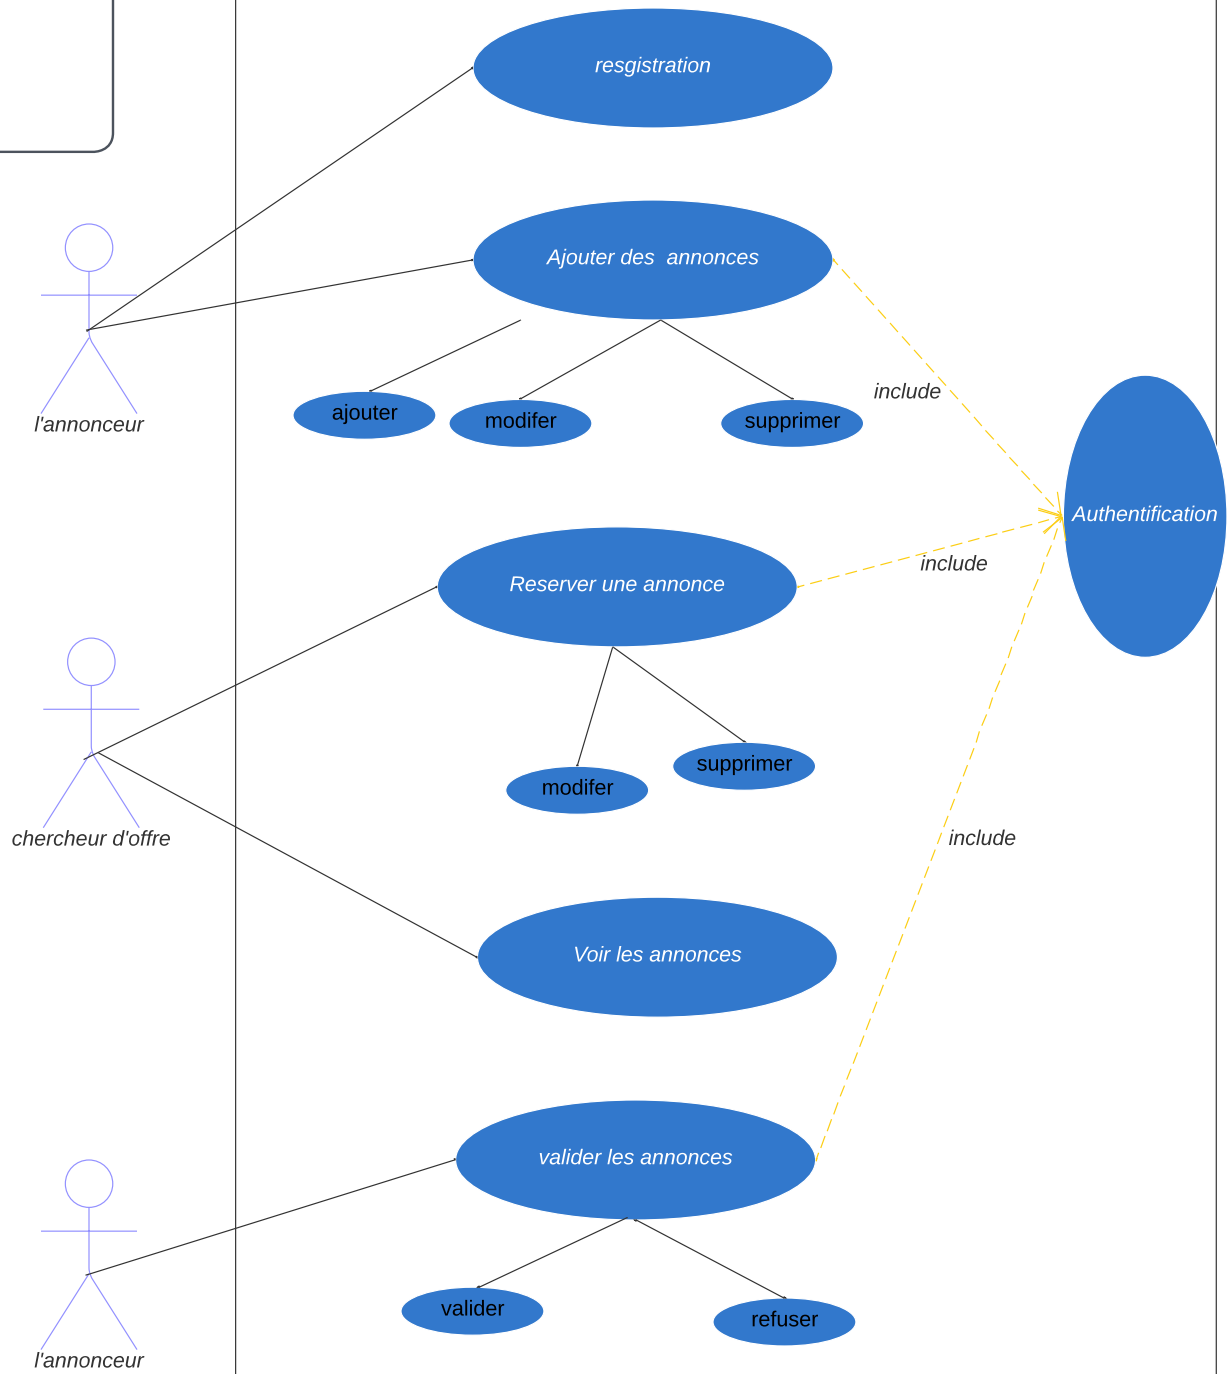 resgistration
Ajouter des  annonces
include
ajouter
modifer
supprimer
l'annonceur
Authentification
include
Reserver une annonce
supprimer
modifer
chercheur d'offre
include
Voir les annonces
valider les annonces
valider
refuser
l'annonceur